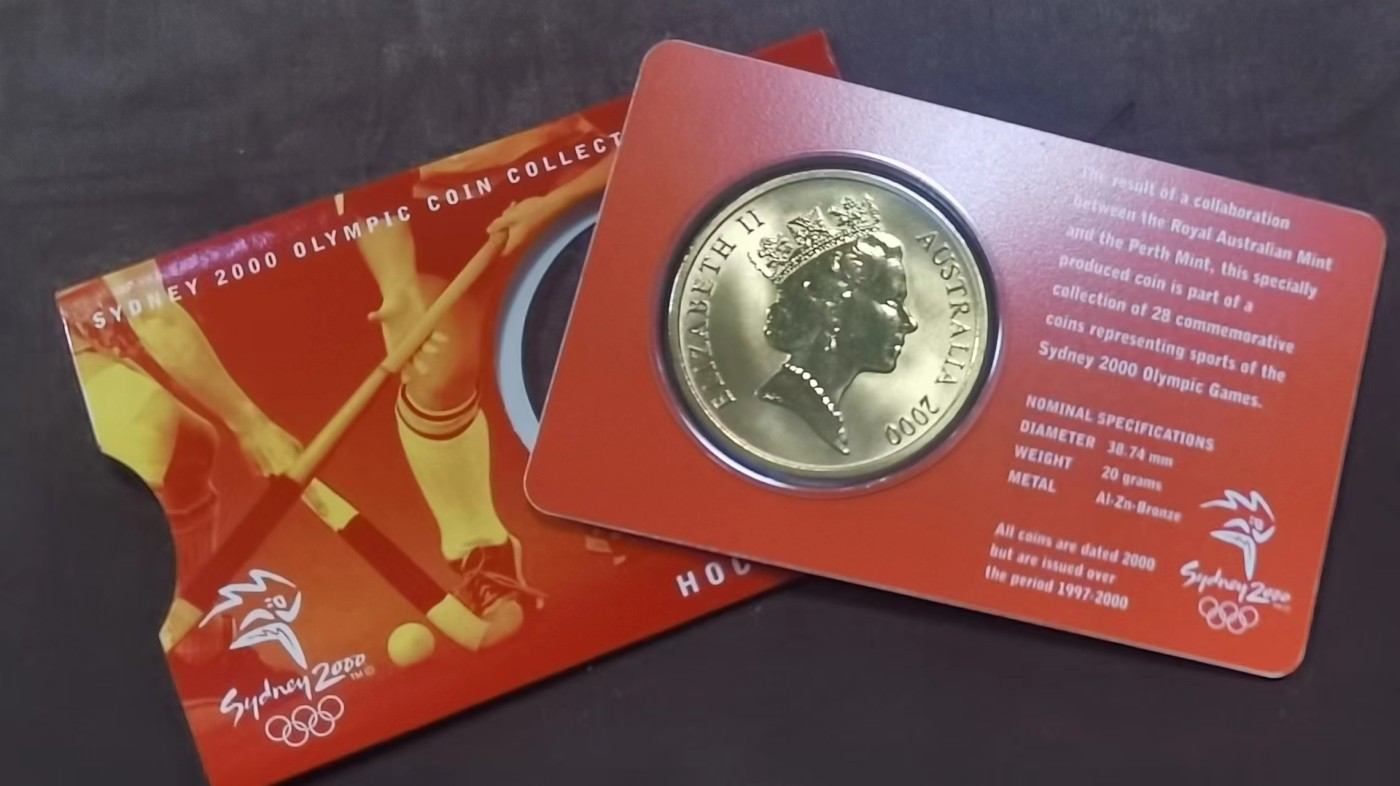 SYDNEY 2000 OLYMPIC COIN COLLECT
HOC
Sydney 2000
TM ©
ELIZABETH II
AUSTRALIA 2000
The result of a collaboration
between the Royal Australian Mint
and the Perth Mint, this specially
produced coin is part of a
collection of 28 commemorative
coins representing sports of the
Sydney 2000 Olympic Games.
NOMINAL SPECIFICATIONS
DIAMETER 38.74 mm
WEIGHT 20 grams
METAL Al-Zn-Bronze
All coins are dated 2000
but are issued over
the period 1997-2000
Sydney 2000